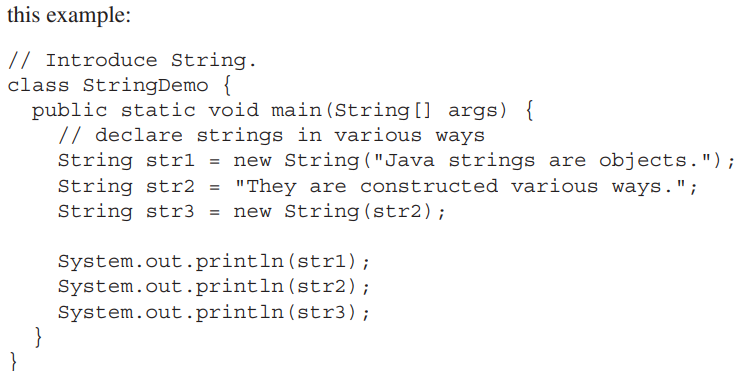 this example:
// Introduce String.
class StringDemo {
  public static void main(String[] args) {
    // declare strings in various ways
    String str1 = new String("Java strings are objects.");
    String str2 = "They are constructed various ways.";
    String str3 = new String(str2);

    System.out.println(str1);
    System.out.println(str2);
    System.out.println(str3);
  }
}